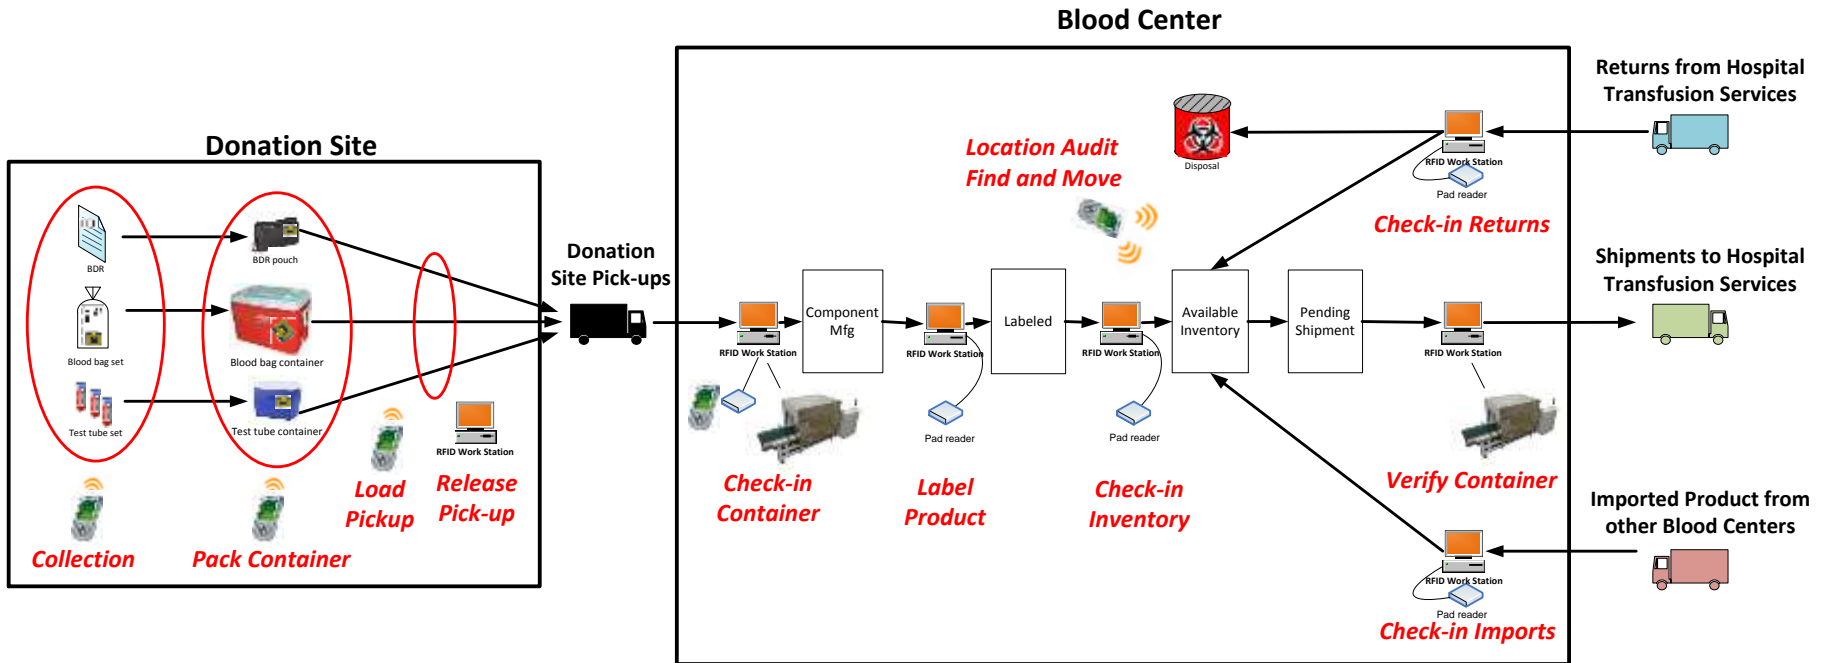 Blood Center
Donation Site
BDR
BDR pouch
Blood bag set
Blood bag container
Test tube set
Test tube container
RFID Work Station
Collection
Pack Container
Load
Pickup
Release
Pick-up
Donation
Site Pick-ups
RFID Work Station
Check-in
Container
Component
Mfg
RFID Work Station
Pad reader
Label
Product
Labeled
RFID Work Station
Pad reader
Check-in
Inventory
Location Audit
Find and Move
Disposal
Available
Inventory
Pending
Shipment
RFID Work Station
Pad reader
Check-in Returns
RFID Work Station
Verify Container
RFID Work Station
Pad reader
Check-in Imports
Returns from Hospital
Transfusion Services
Shipments to Hospital
Transfusion Services
Imported Product from
other Blood Centers